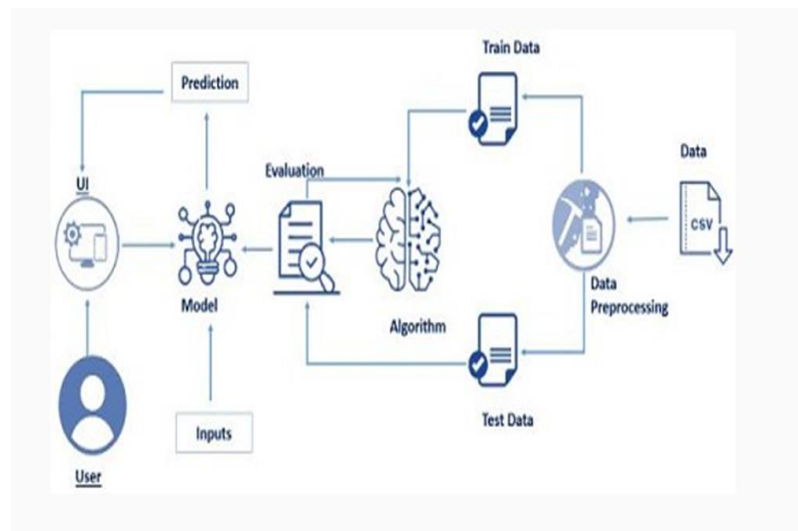 Train Data
Prediction
Data
Evaluation
UI
CSV
Model
Data
Preprocessing
Algorithm
Inputs
Test Data
User